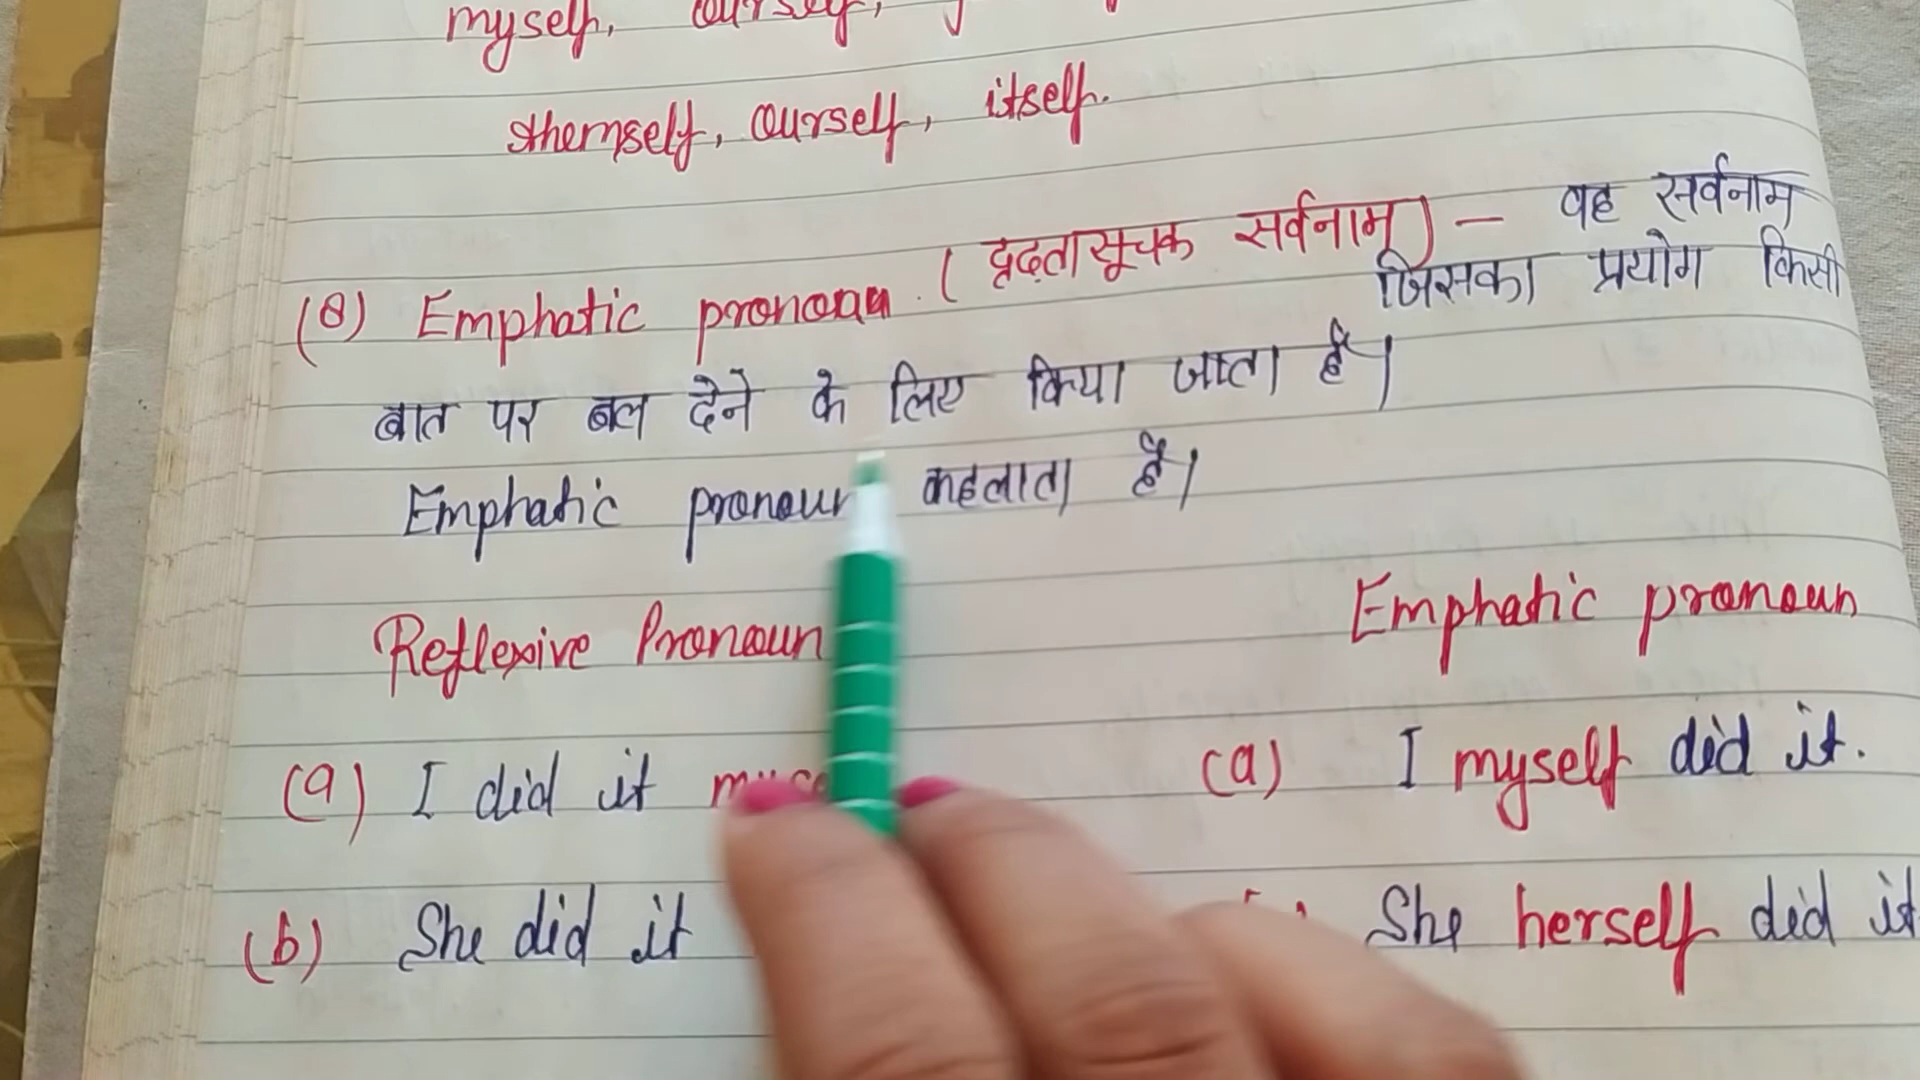 myself,
themself, ourself, itself.
(8) Emphatic pronoun. (दृढ़तासूचक सर्वनाम) - वह सर्वनाम
जिसका प्रयोग किसी
बात पर बल देने के लिए किया जाता है।
Emphatic pronoun कहलाता है।
Reflexive Pronoun Emphatic pronoun
(a) I did it (a) I myself did it.
(b) She did it She herself did it